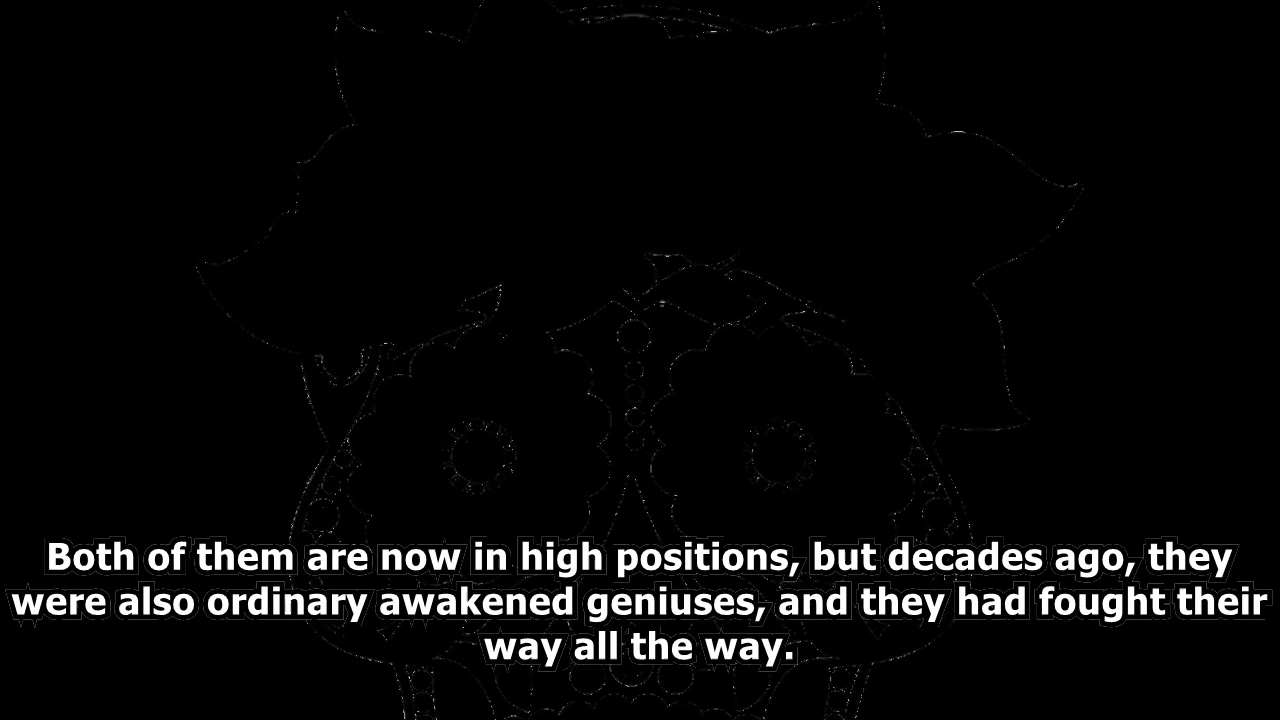 Both of them are now in high positions, but decades ago, they
were also ordinary awakened geniuses, and they had fought their
way all the way.